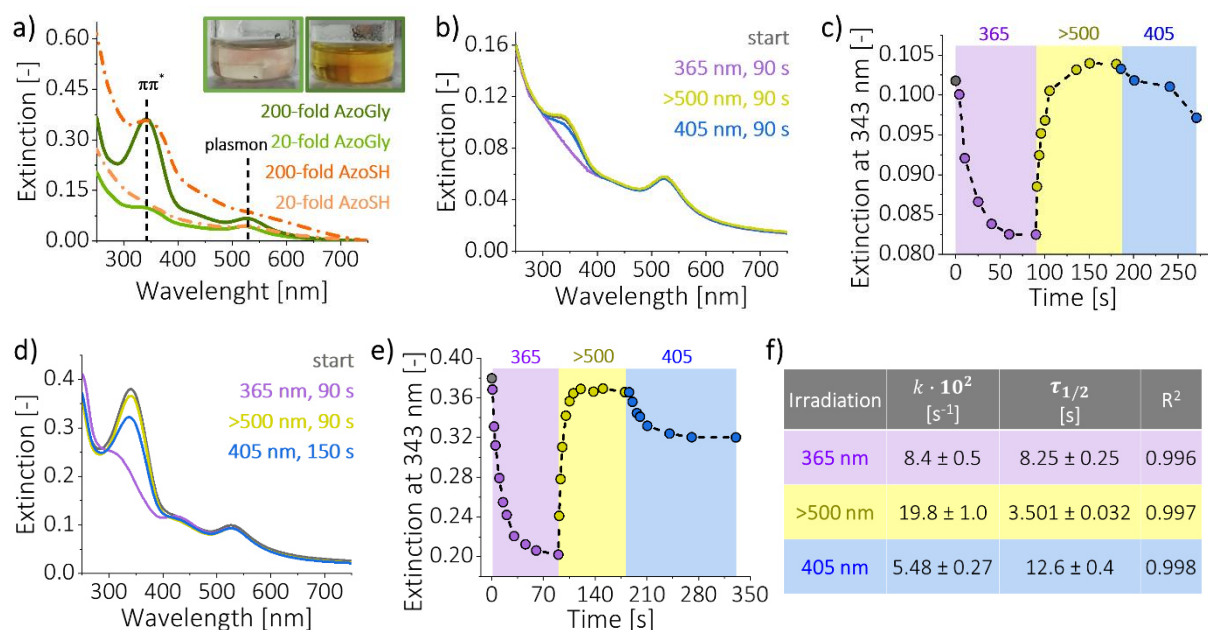 a)
Extinction [-]
0.60
0.45
0.30
0.15
0.00
ππ*
200-fold AzoGly
20-fold AzoGly
plasmon
200-fold AzoSH
20-fold AzoSH
300 400 500 600 700
Wavelenght [nm]
b)
Extinction [-]
0.16
0.12
0.08
0.04
0.00
start
365 nm, 90 s
>500 nm, 90 s
405 nm, 90 s
300 400 500 600 700
Wavelength [nm]
c)
365 >500 405
Extinction at 343 nm [-]
0.105
0.100
0.095
0.090
0.085
0.080
0 50 100 150 200 250
Time [s]
d)
Extinction [-]
0.4
0.3
0.2
0.1
0.0
start
365 nm, 90 s
>500 nm, 90 s
405 nm, 150 s
300 400 500 600 700
Wavelength [nm]
e)
365 >500 405
Extinction at 343 nm [-]
0.40
0.36
0.32
0.28
0.24
0.20
0 70 140 210 280 350
Time [s]
f)
Irradiation k · 10² [s⁻¹] τ1/2 [s] R²
365 nm 8.4 ± 0.5 8.25 ± 0.25 0.996
>500 nm 19.8 ± 1.0 3.501 ± 0.032 0.997
405 nm 5.48 ± 0.27 12.6 ± 0.4 0.998